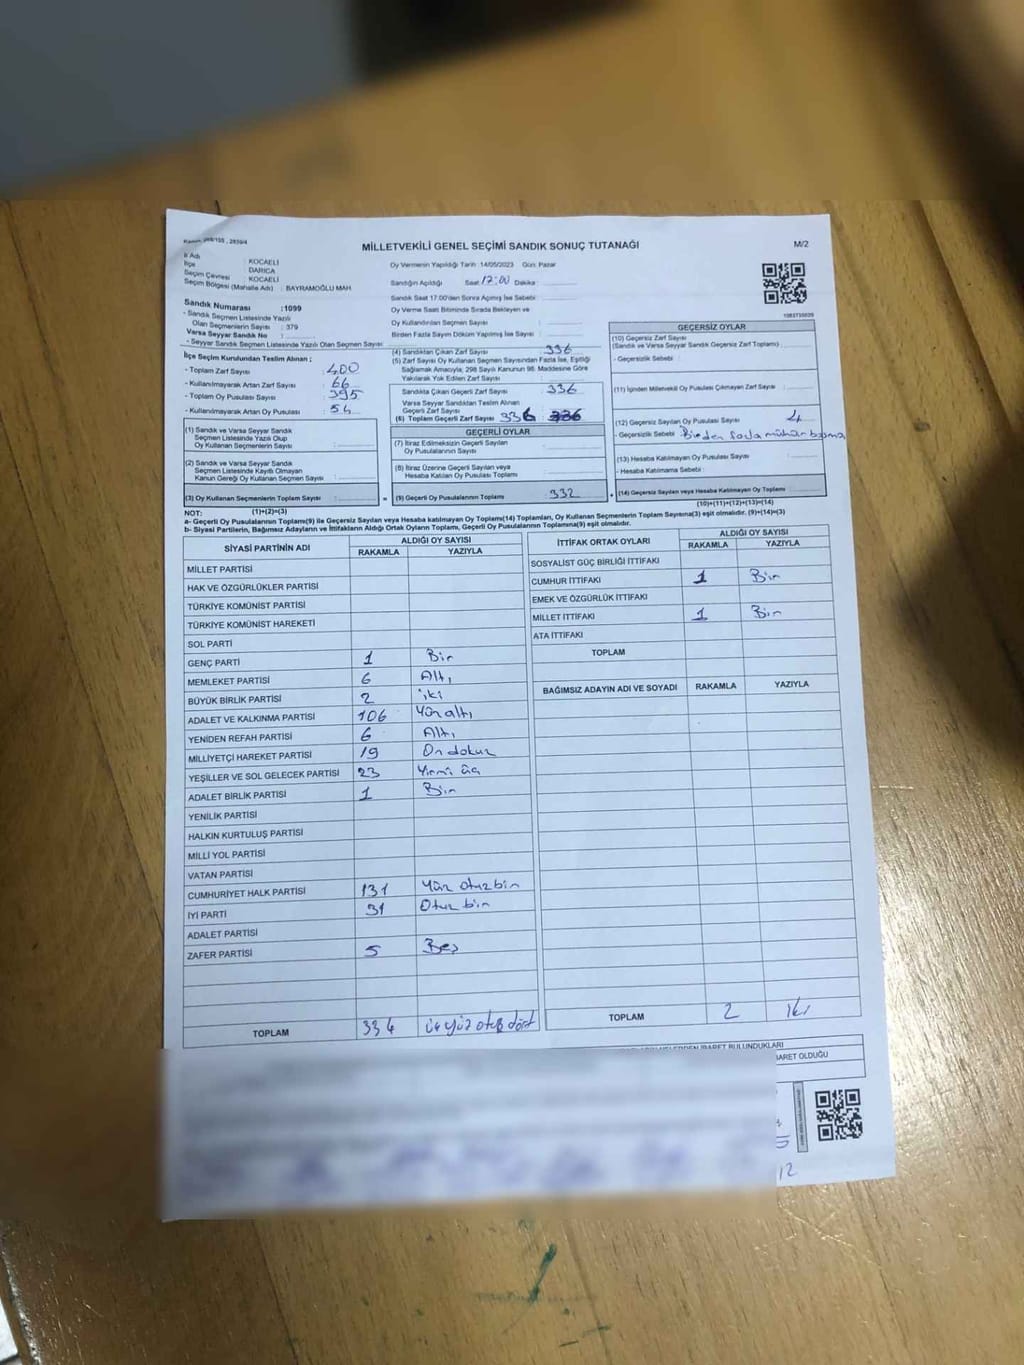 MİLLETVEKİLİ GENEL SEÇİMİ SANDIK SONUÇ TUTANAĞI
M/2
İl Adı : KOCAELİ
İlçe : DARICA
Seçim Çevresi : KOCAELİ
Seçim Bölgesi (Mahalle Adı) : BAYRAMOĞLU MAH
Oy Vermenin Yapıldığı Tarih: 14/05/2023 Gün: Pazar
Sandığın Açıldığı Saat 17:00 Dakika:
Sandık Saat 17.00'den Sonra Açılmış İse Sebebi
Oy Verme Saati Bitiminde Sırada Bekleyen ve
Oy Kullandırılan Seçmen Sayısı
Birden Fazla Sayım Döküm Yapılmış İse Sayısı
Sandık Numarası :1099
- Sandık Seçmen Listesinde Yazılı
Olan Seçmenlerin Sayısı : 379
Varsa Seyyar Sandık No :
- Seyyar Sandık Seçmen Listesinde Yazılı Olan Seçmen Sayısı
İlçe Seçim Kurulundan Teslim Alınan ;
- Toplam Zarf Sayısı : 400
- Kullanılmayarak Artan Zarf Sayısı : 66
- Toplam Oy Pusulası Sayısı : 395
- Kullanılmayarak Artan Oy Pusulası : 54
(1) Sandık ve Varsa Seyyar Sandık
Seçmen Listesinde Yazılı Olup
Oy Kullanan Seçmenlerin Sayısı :
(2) Sandık ve Varsa Seyyar Sandık
Seçmen Listesinde Kayıtlı Olmayan
Kanun Gereği Oy Kullanan Seçmenlerin Sayısı :
(3) Oy Kullanan Seçmenlerin Toplam Sayısı :
(1)+(2)=(3)
(4) Sandıktan Çıkan Zarf Sayısı : 336
(5) Zarf Sayısı Oy Kullanan Seçmen Sayısından Fazla İse, Eşitliği
Sağlamak Amacıyla, 298 Sayılı Kanunun 98. Maddesine Göre
Yakılarak Yok Edilen Zarf Sayısı :
Sandıkta Çıkan Geçerli Zarf Sayısı : 336
Varsa Seyyar Sandıktan Teslim Alınan
Geçerli Zarf Sayısı
(6) Toplam Geçerli Zarf Sayısı 336 336
GEÇERLİ OYLAR
(7) İtiraz Edilmeksizin Geçerli Sayılan
Oy Pusulasının Sayısı :
(8) İtiraz Üzerine Geçerli Sayılan veya
Hesaba Katılan Oy Pusulası Toplamı :
= (9) Geçerli Oy Pusulalarının Toplamı : 332 +
1083735020
GEÇERSİZ OYLAR
(10) Geçersiz Zarf Sayısı
(Sandık ve Varsa Seyyar Sandık Geçersiz Zarf Toplamı) :
- Geçersizlik Sebebi :
(11) İçinden Milletvekili Oy Pusulası Çıkmayan Zarf Sayısı :
(12) Geçersiz Sayılan Oy Pusulası Sayısı : 4
- Geçersizlik Sebebi : Birden fazla mühür basma
(13) Hesaba Katılmayan Oy Pusulası Sayısı :
- Hesaba Katılmama Sebebi :
(14) Geçersiz Sayılan veya Hesaba Katılmayan Oy Toplamı :
(10)+(11)+(12)+(13)=(14)
NOT:
a- Geçerli Oy Pusulalarının Toplamı(9) ile Geçersiz Sayılan veya Hesaba katılmayan Oy Toplamı(14) Toplamları, Oy Kullanan Seçmenlerin Toplam Sayısına(3) eşit olmalıdır. (9)+(14)=(3)
b- Siyasi Partilerin, Bağımsız Adayların ve İttifakların Aldığı Ortak Oyların Toplamı, Geçerli Oy Pusulalarının Toplamına(9) eşit olmalıdır.
SİYASİ PARTİNİN ADI ALDIĞI OY SAYISI
RAKAMLA YAZIYLA
MİLLET PARTİSİ
HAK VE ÖZGÜRLÜKLER PARTİSİ
TÜRKİYE KOMÜNİST PARTİSİ
TÜRKİYE KOMÜNİST HAREKETİ
SOL PARTİ
GENÇ PARTİ 1 Bir
MEMLEKET PARTİSİ 6 Altı
BÜYÜK BİRLİK PARTİSİ 2 iki
ADALET VE KALKINMA PARTİSİ 106 Yüz altı
YENİDEN REFAH PARTİSİ 6 Altı
MİLLİYETÇİ HAREKET PARTİSİ 19 On dokuz
YEŞİLLER VE SOL GELECEK PARTİSİ 23 Yirmi üç
ADALET BİRLİK PARTİSİ 1 Bir
YENİLİK PARTİSİ
HALKIN KURTULUŞ PARTİSİ
MİLLİ YOL PARTİSİ
VATAN PARTİSİ
CUMHURİYET HALK PARTİSİ 131 Yüz otuz bir
İYİ PARTİ 31 Otuz bir
ADALET PARTİSİ
ZAFER PARTİSİ 5 Beş
TOPLAM 334 üçyüz otuz dört
İTTİFAK ORTAK OYLARI ALDIĞI OY SAYISI
RAKAMLA YAZIYLA
SOSYALİST GÜÇ BİRLİĞİ İTTİFAKI
CUMHUR İTTİFAKI 1 Bir
EMEK VE ÖZGÜRLÜK İTTİFAKI
MİLLET İTTİFAKI 1 Bir
ATA İTTİFAKI
TOPLAM
BAĞIMSIZ ADAYIN ADI VE SOYADI RAKAMLA YAZIYLA
TOPLAM 2 İki
İBARET BULUNDUKLARI
BARET OLDUĞU
12